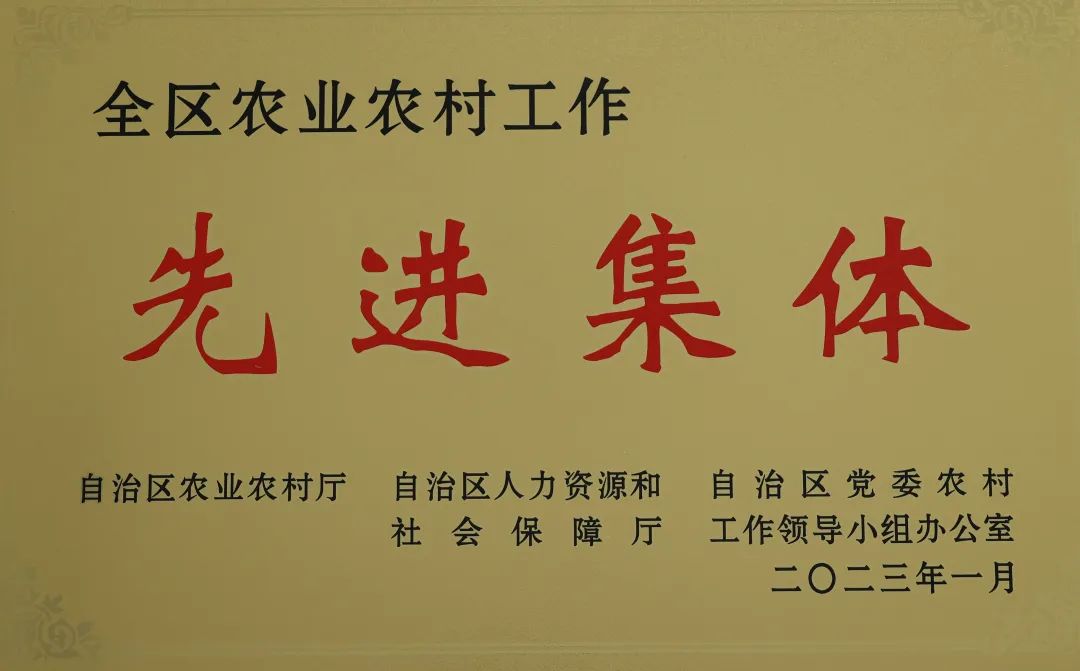 全区农业农村工作
先进集体
自治区农业农村厅
自治区人力资源和
社会保障厅
自治区党委农村
工作领导小组办公室
二〇二三年一月